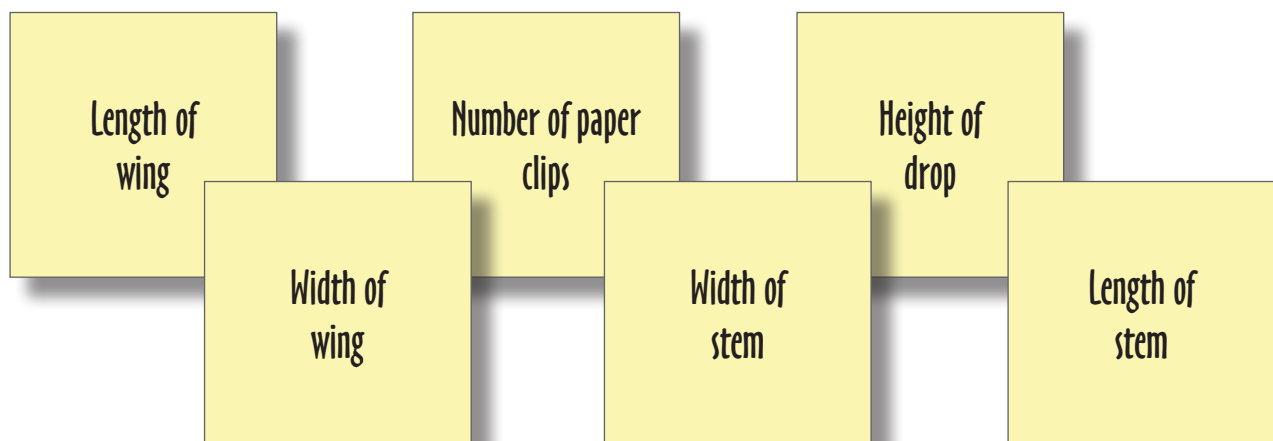 Length of
wing
Number of paper
clips
Height of
drop
Width of
wing
Width of
stem
Length of
stem